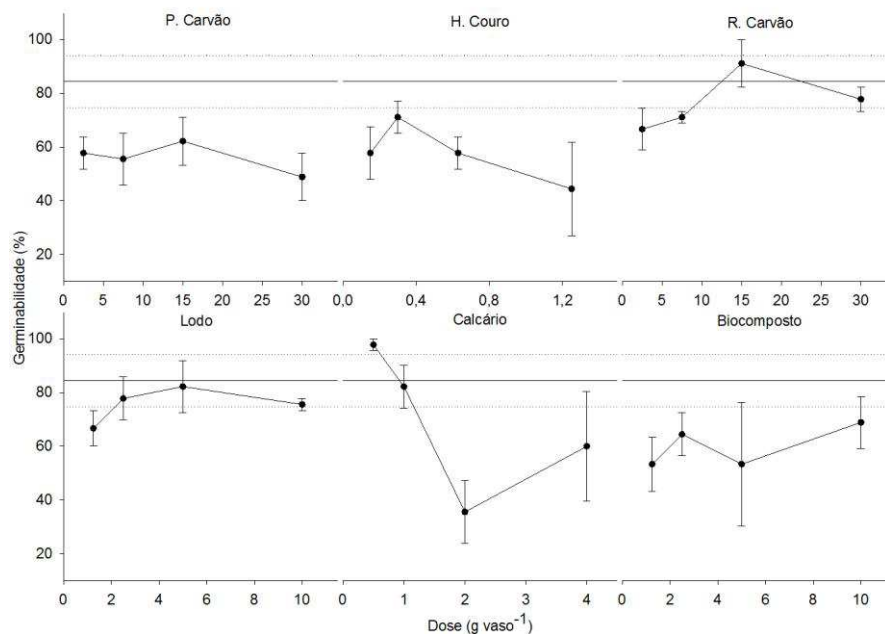 P. Carvão H. Couro R. Carvão
100
80
60
40
20
0 5 10 15 20 25 30 0,0 0,4 0,8 1,2 0 5 10 15 20 25 30
Germinabilidade (%)
Lodo Calcário Biocomposto
100
80
60
40
20
0 2 4 6 8 10 0 1 2 3 4 0 2 4 6 8 10
Dose (g vaso⁻¹)